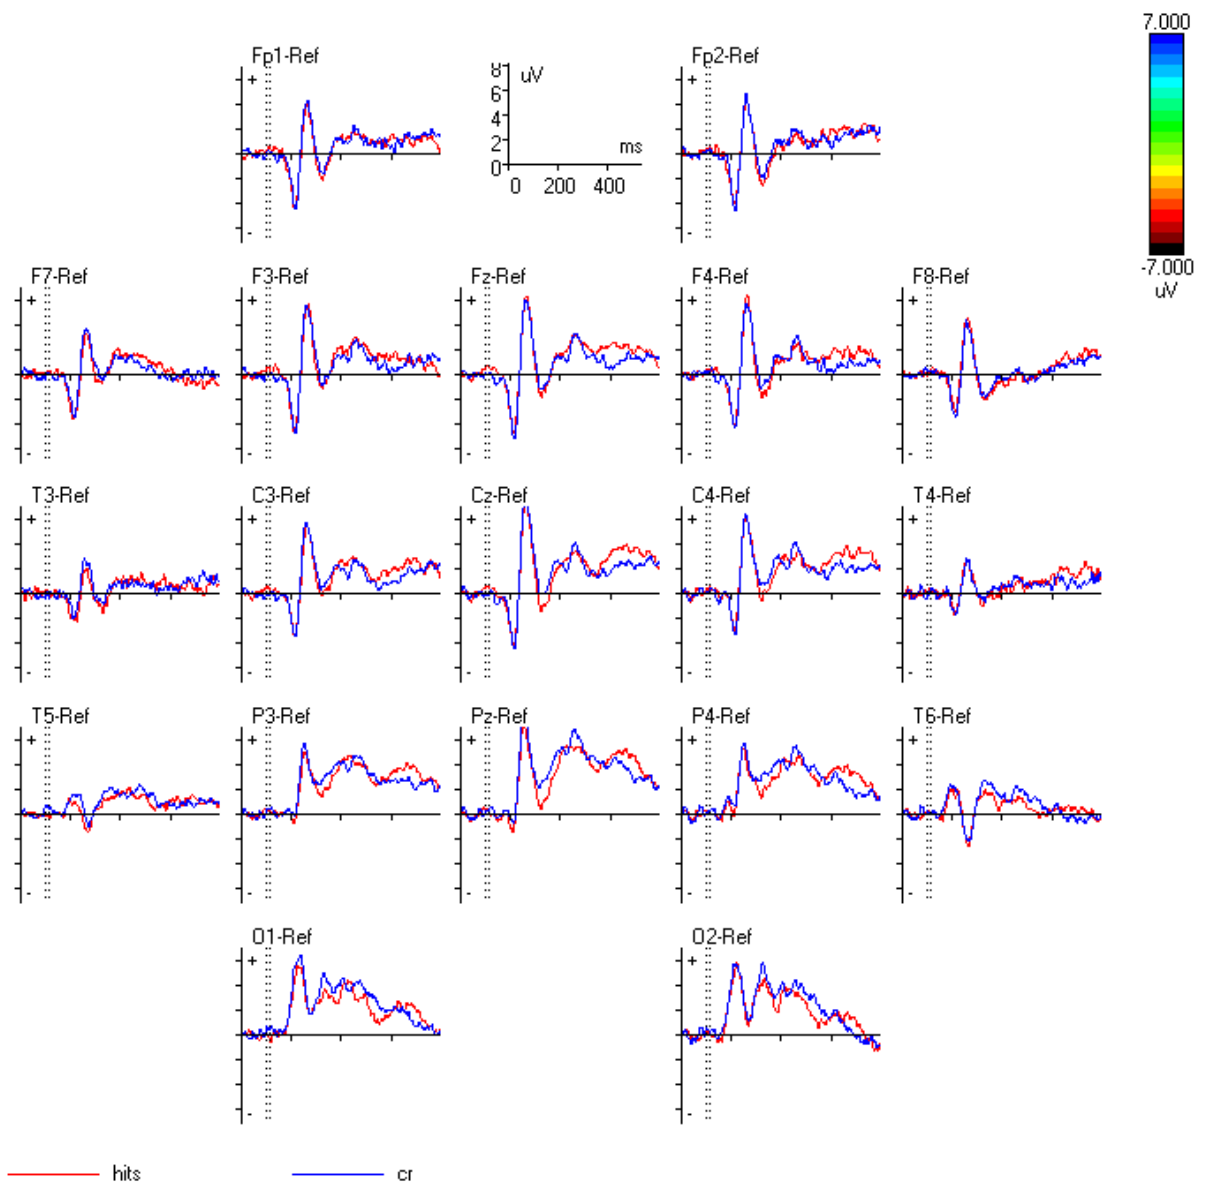 7.000
Fp1-Ref
Fp2-Ref
+
8
uV
+
6
4
2
ms
0
0 200 400
-
-
-7.000
uV
F7-Ref
F3-Ref
Fz-Ref
F4-Ref
F8-Ref
+
+
+
+
+
-
-
-
-
-
T3-Ref
C3-Ref
Cz-Ref
C4-Ref
T4-Ref
+
+
+
+
+
-
-
-
-
-
T5-Ref
P3-Ref
Pz-Ref
P4-Ref
T6-Ref
+
+
+
+
+
-
-
-
-
-
O1-Ref
O2-Ref
+
+
-
-
hits
cr